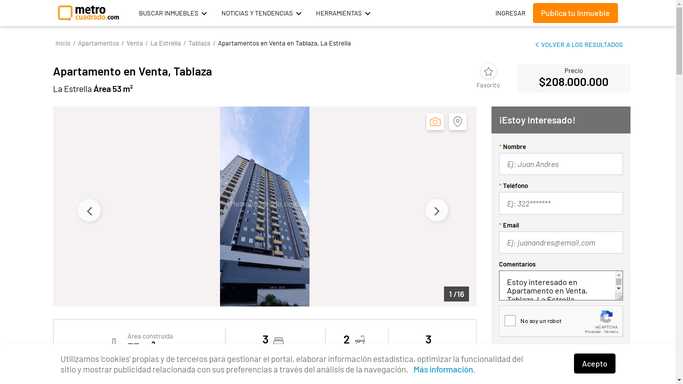 metro
cuadrado.com
BUSCAR INMUEBLES
NOTICIAS Y TENDENCIAS
HERRAMIENTAS
INGRESAR
Publica tu Inmueble
Inicio / Apartamentos / Venta / La Estrella / Tablaza / Apartamentos en Venta en Tablaza, La Estrella
VOLVER A LOS RESULTADOS
Apartamento en Venta, Tablaza
La Estrella Área 53 m²
Favorito
Precio
$208.000.000
1 /16
¡Estoy Interesado!
* Nombre
Ej: Juan Andres
* Teléfono
Ej: 322*******
* Email
Ej: juanandres@email.com
Comentarios
Estoy interesado en
Apartamento en Venta,
Tablaza, La Estrella
No soy un robot
reCAPTCHA
Privacidad - Términos
Área construida
3
2
3
Utilizamos 'cookies' propias y de terceros para gestionar el portal, elaborar información estadística, optimizar la funcionalidad del
sitio y mostrar publicidad relacionada con sus preferencias a través del análisis de la navegación. Más información.
Acepto